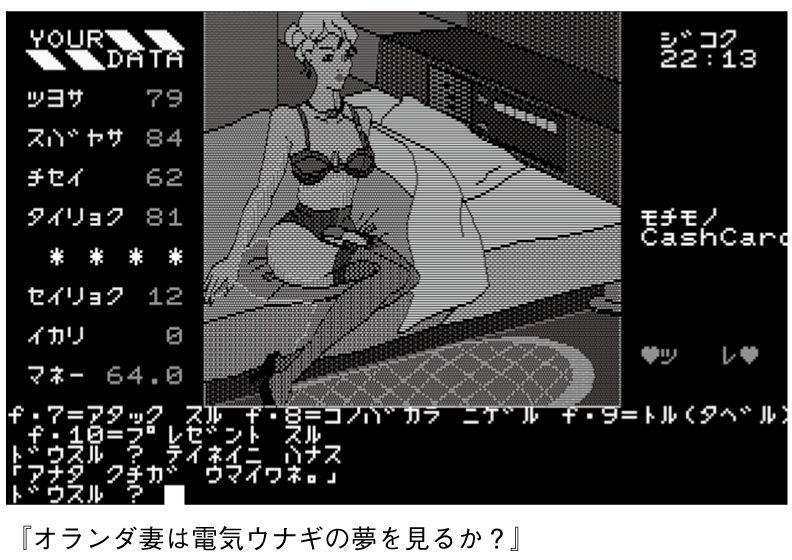 YOUR
DATA
ツヨサ 79
スバヤサ 84
チセイ 62
タイリョク 81
* * * *
セイリョク 12
イカリ 0
マネー 64.0
ジコク
22:13
モチモノ
CashCard
♥ッ レ♥
f・7=アタック スル f・8=コノバカラ ニゲル f・9=トル(タベル)
f・10=プレゼント スル
ドウスル ? テイネイニ ハナス
「アナタ クチガ ウマイワネ。」
ドウスル ?
『オランダ妻は電気ウナギの夢を見るか?』